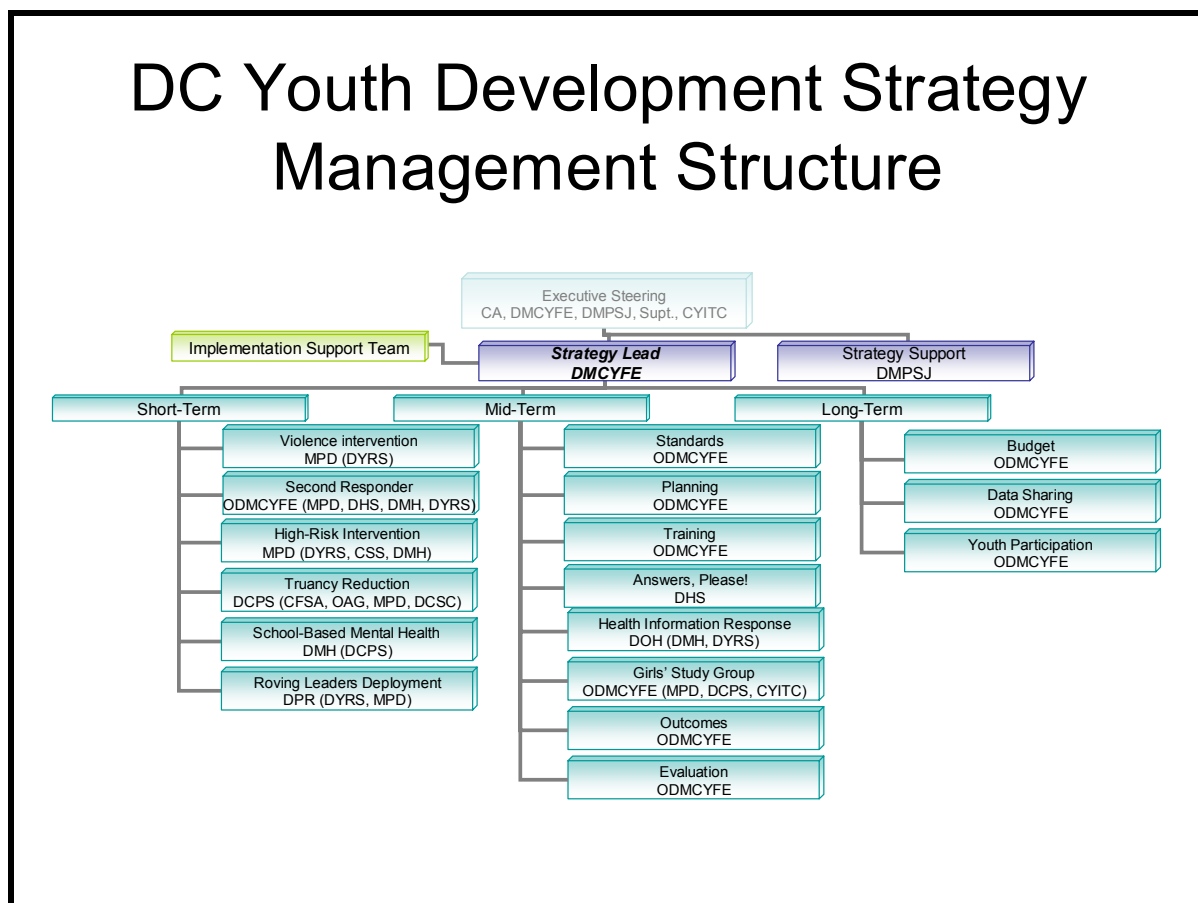 DC Youth Development Strategy
Management Structure
Executive Steering
CA, DMCYFE, DMPSJ, Supt., CYITC
Implementation Support Team
Strategy Lead
DMCYFE
Strategy Support
DMPSJ
Short-Term
Violence intervention
MPD (DYRS)
Second Responder
ODMCYFE (MPD, DHS, DMH, DYRS)
High-Risk Intervention
MPD (DYRS, CSS, DMH)
Truancy Reduction
DCPS (CFSA, OAG, MPD, DCSC)
School-Based Mental Health
DMH (DCPS)
Roving Leaders Deployment
DPR (DYRS, MPD)
Mid-Term
Standards
ODMCYFE
Planning
ODMCYFE
Training
ODMCYFE
Answers, Please!
DHS
Health Information Response
DOH (DMH, DYRS)
Girls' Study Group
ODMCYFE (MPD, DCPS, CYITC)
Outcomes
ODMCYFE
Evaluation
ODMCYFE
Long-Term
Budget
ODMCYFE
Data Sharing
ODMCYFE
Youth Participation
ODMCYFE